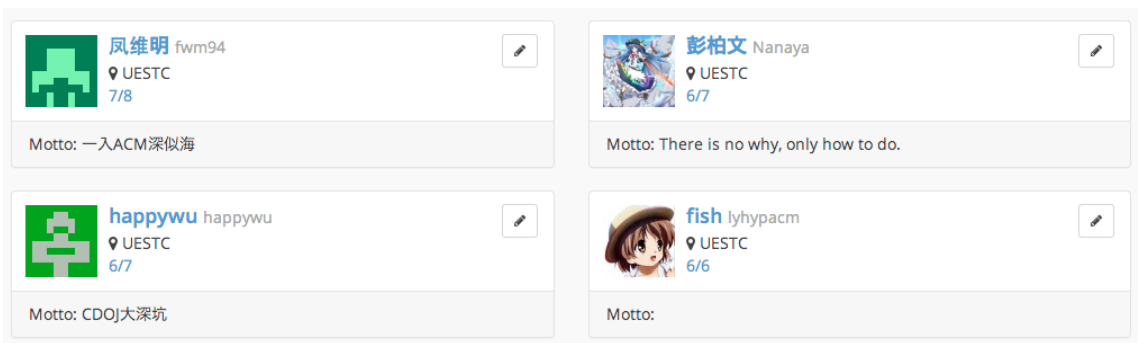 凤维明 fwm94
UESTC
7/8
Motto: 一入ACM深似海
彭柏文 Nanaya
UESTC
6/7
Motto: There is no why, only how to do.
happywu happywu
UESTC
6/7
Motto: CDOJ大深坑
fish lyhypacm
UESTC
6/6
Motto: